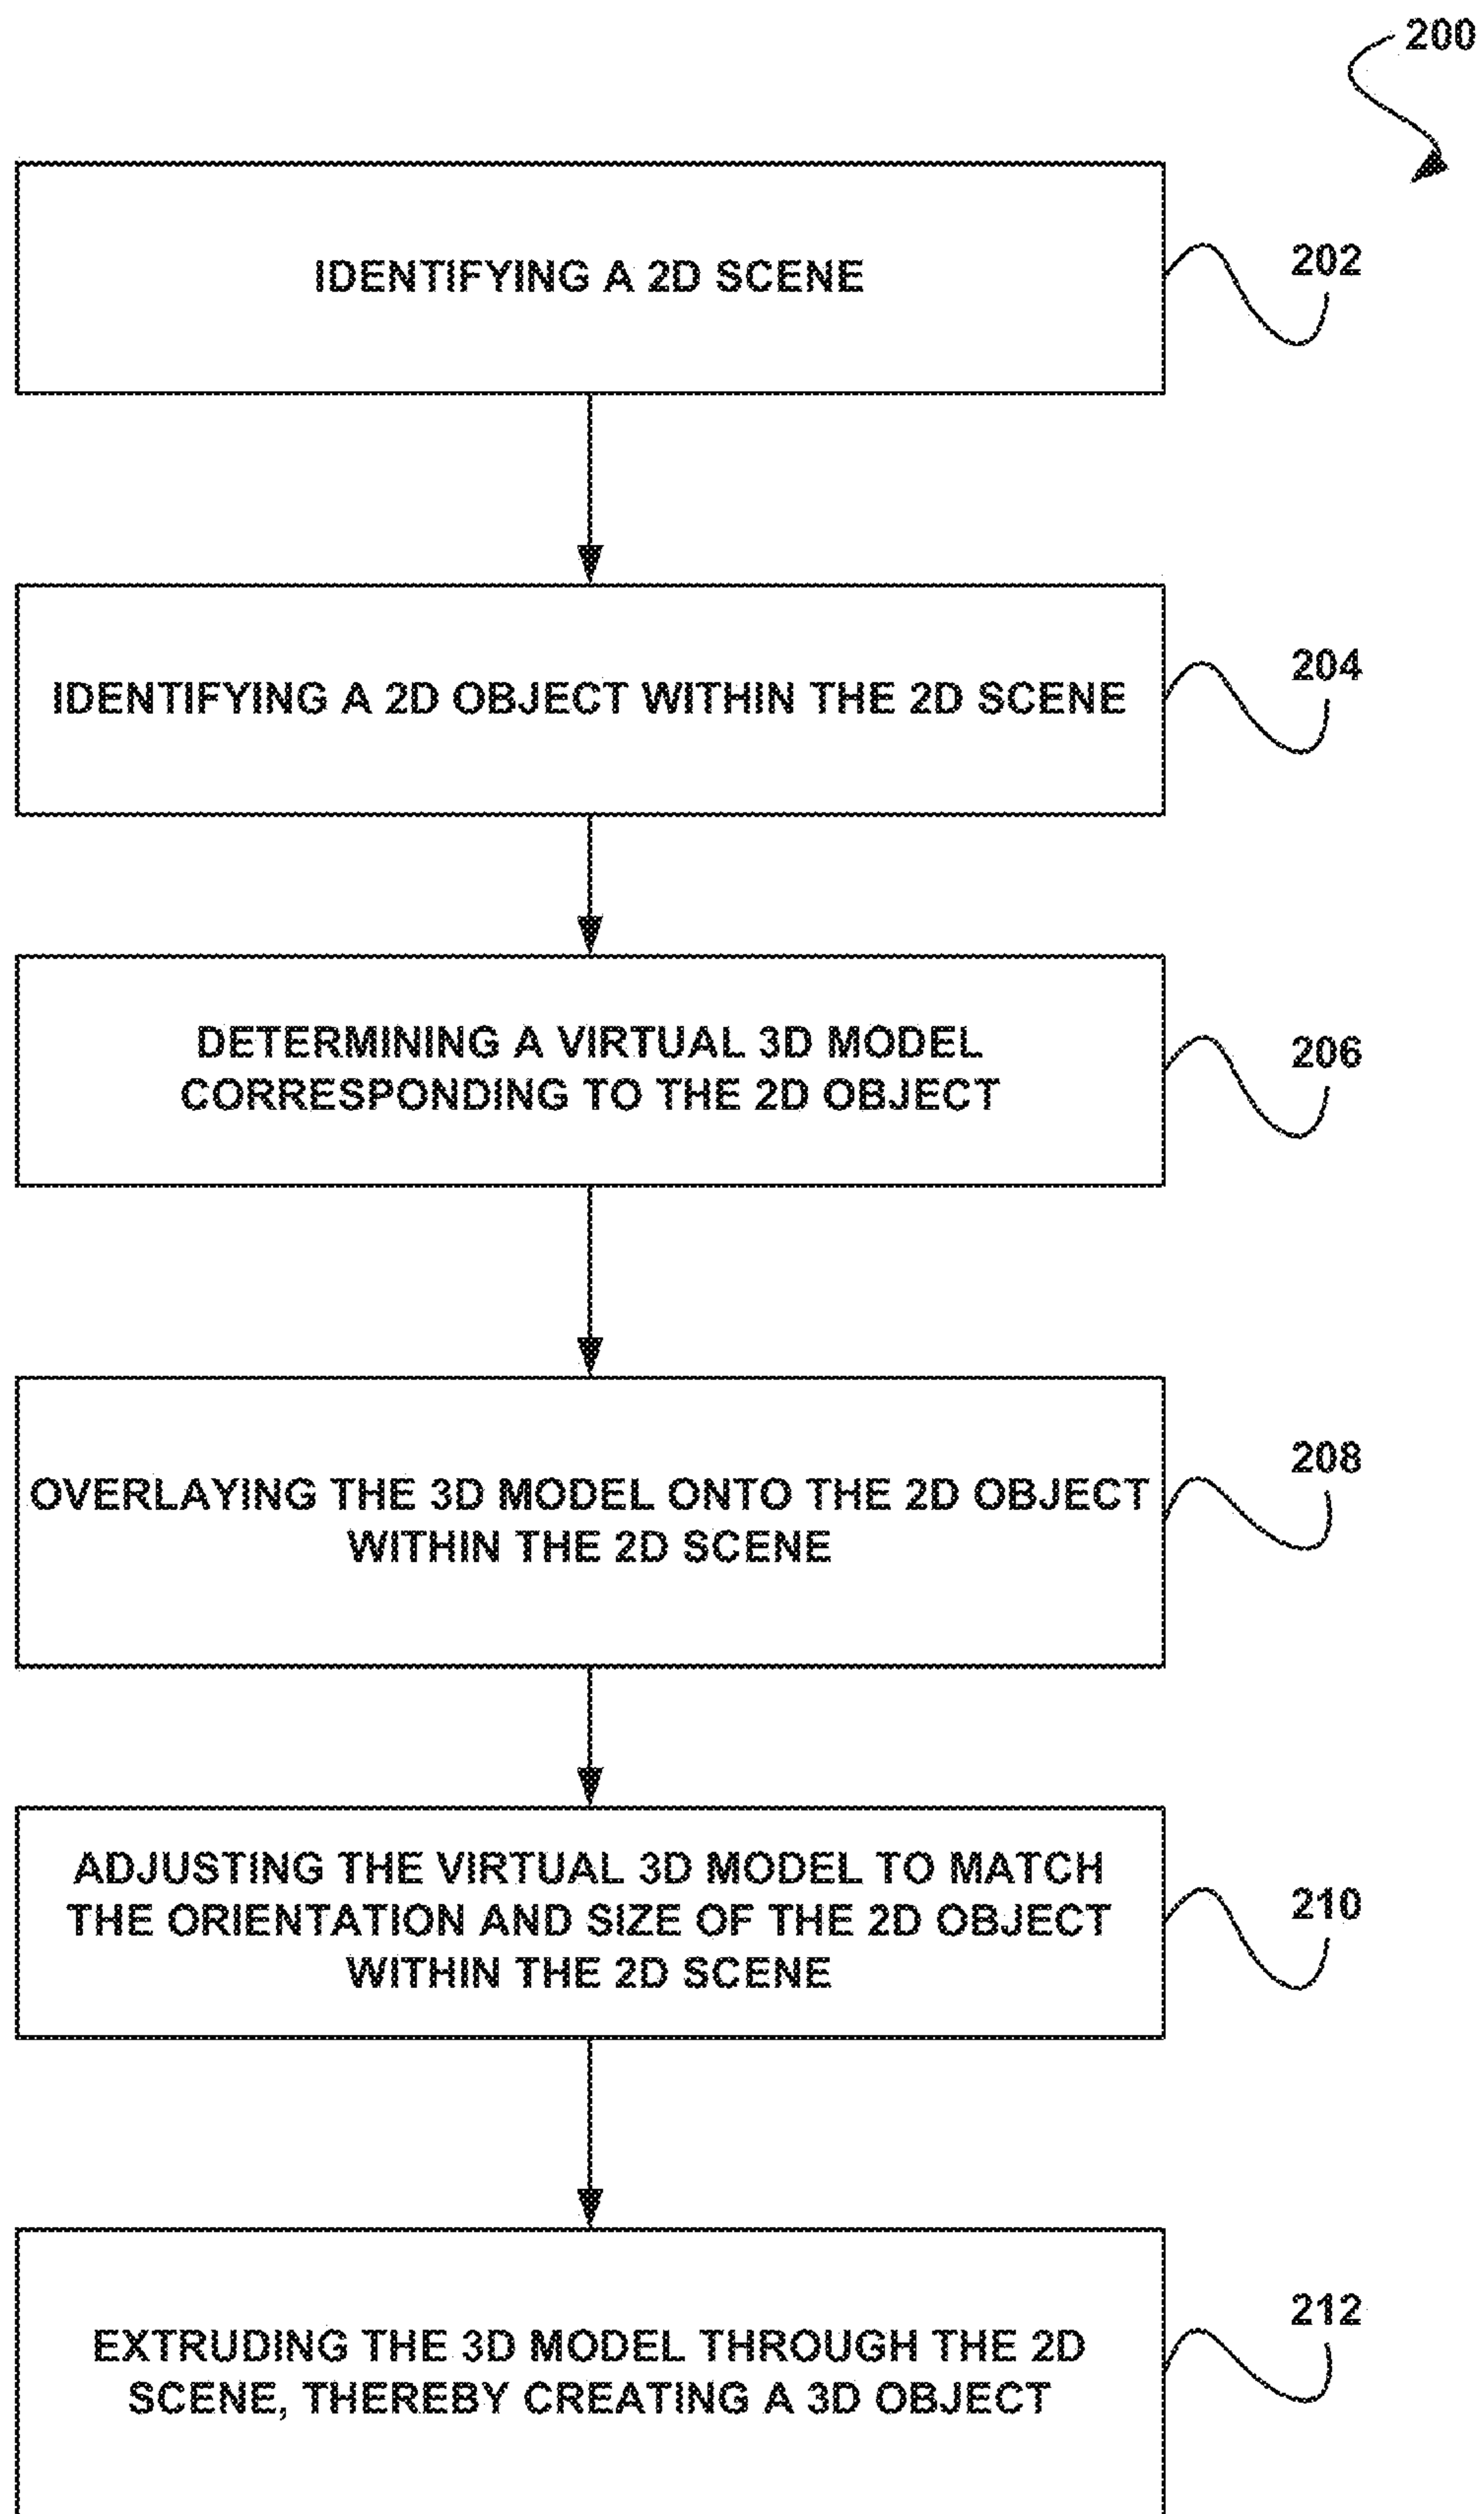 200
IDENTIFYING A 2D SCENE
202
IDENTIFYING A 2D OBJECT WITHIN THE 2D SCENE
204
DETERMINING A VIRTUAL 3D MODEL
CORRESPONDING TO THE 2D OBJECT
206
OVERLAYING THE 3D MODEL ONTO THE 2D OBJECT
WITHIN THE 2D SCENE
208
ADJUSTING THE VIRTUAL 3D MODEL TO MATCH
THE ORIENTATION AND SIZE OF THE 2D OBJECT
WITHIN THE 2D SCENE
210
EXTRUDING THE 3D MODEL THROUGH THE 2D
SCENE, THEREBY CREATING A 3D OBJECT
212